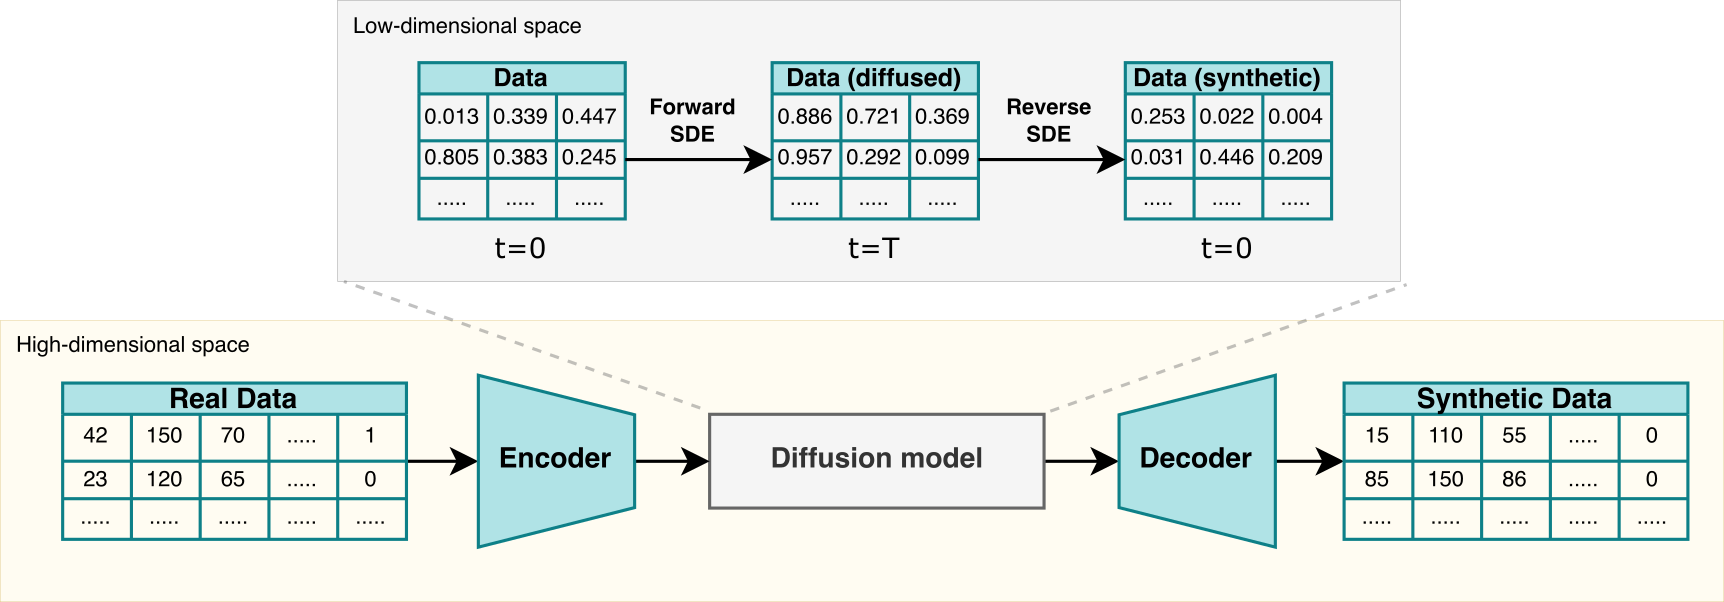 Low-dimensional space
Data
Data (diffused)
Data (synthetic)
0.013 0.339 0.447
Forward
SDE
0.886 0.721 0.369
Reverse
SDE
0.253 0.022 0.004
0.805 0.383 0.245
0.957 0.292 0.099
0.031 0.446 0.209
..... ..... .....
..... ..... .....
..... ..... .....
t=0
t=T
t=0
High-dimensional space
Real Data
42 150 70 ..... 1
23 120 65 ..... 0
..... ..... ..... ..... .....
Encoder
Diffusion model
Decoder
Synthetic Data
15 110 55 ..... 0
85 150 86 ..... 0
..... ..... ..... ..... .....